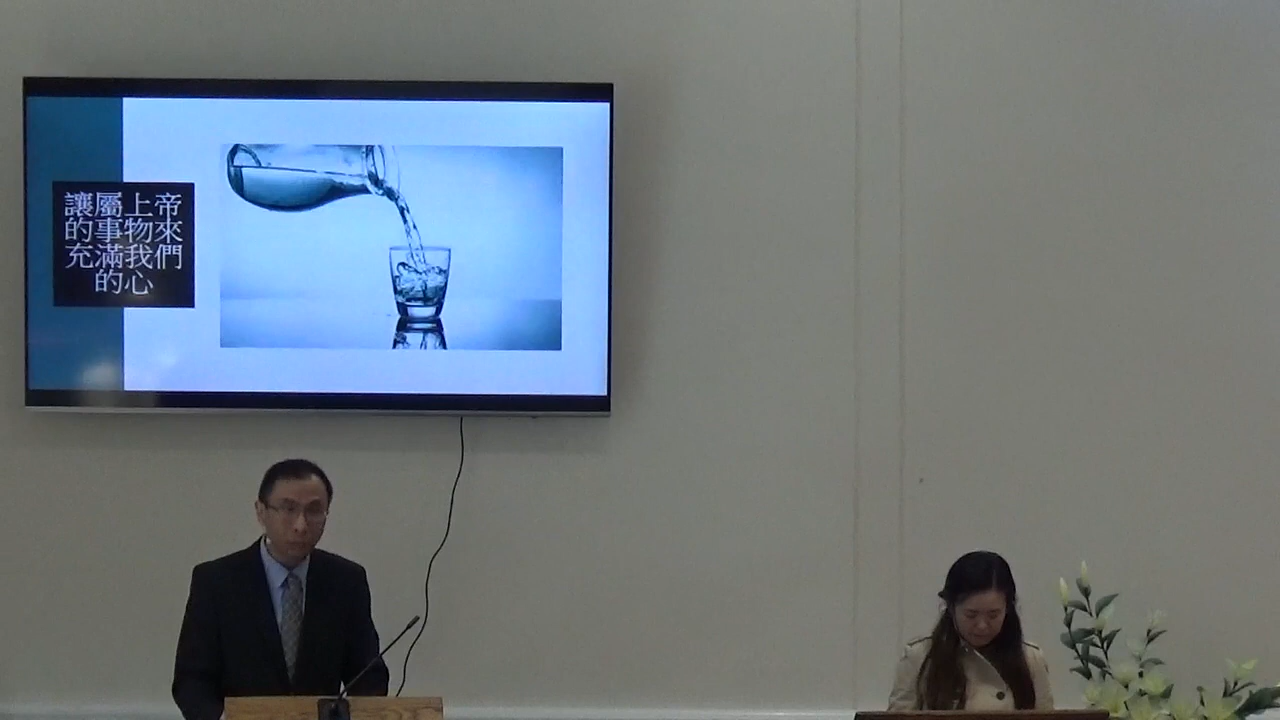 讓屬上帝
的事物來
充滿我們
的心